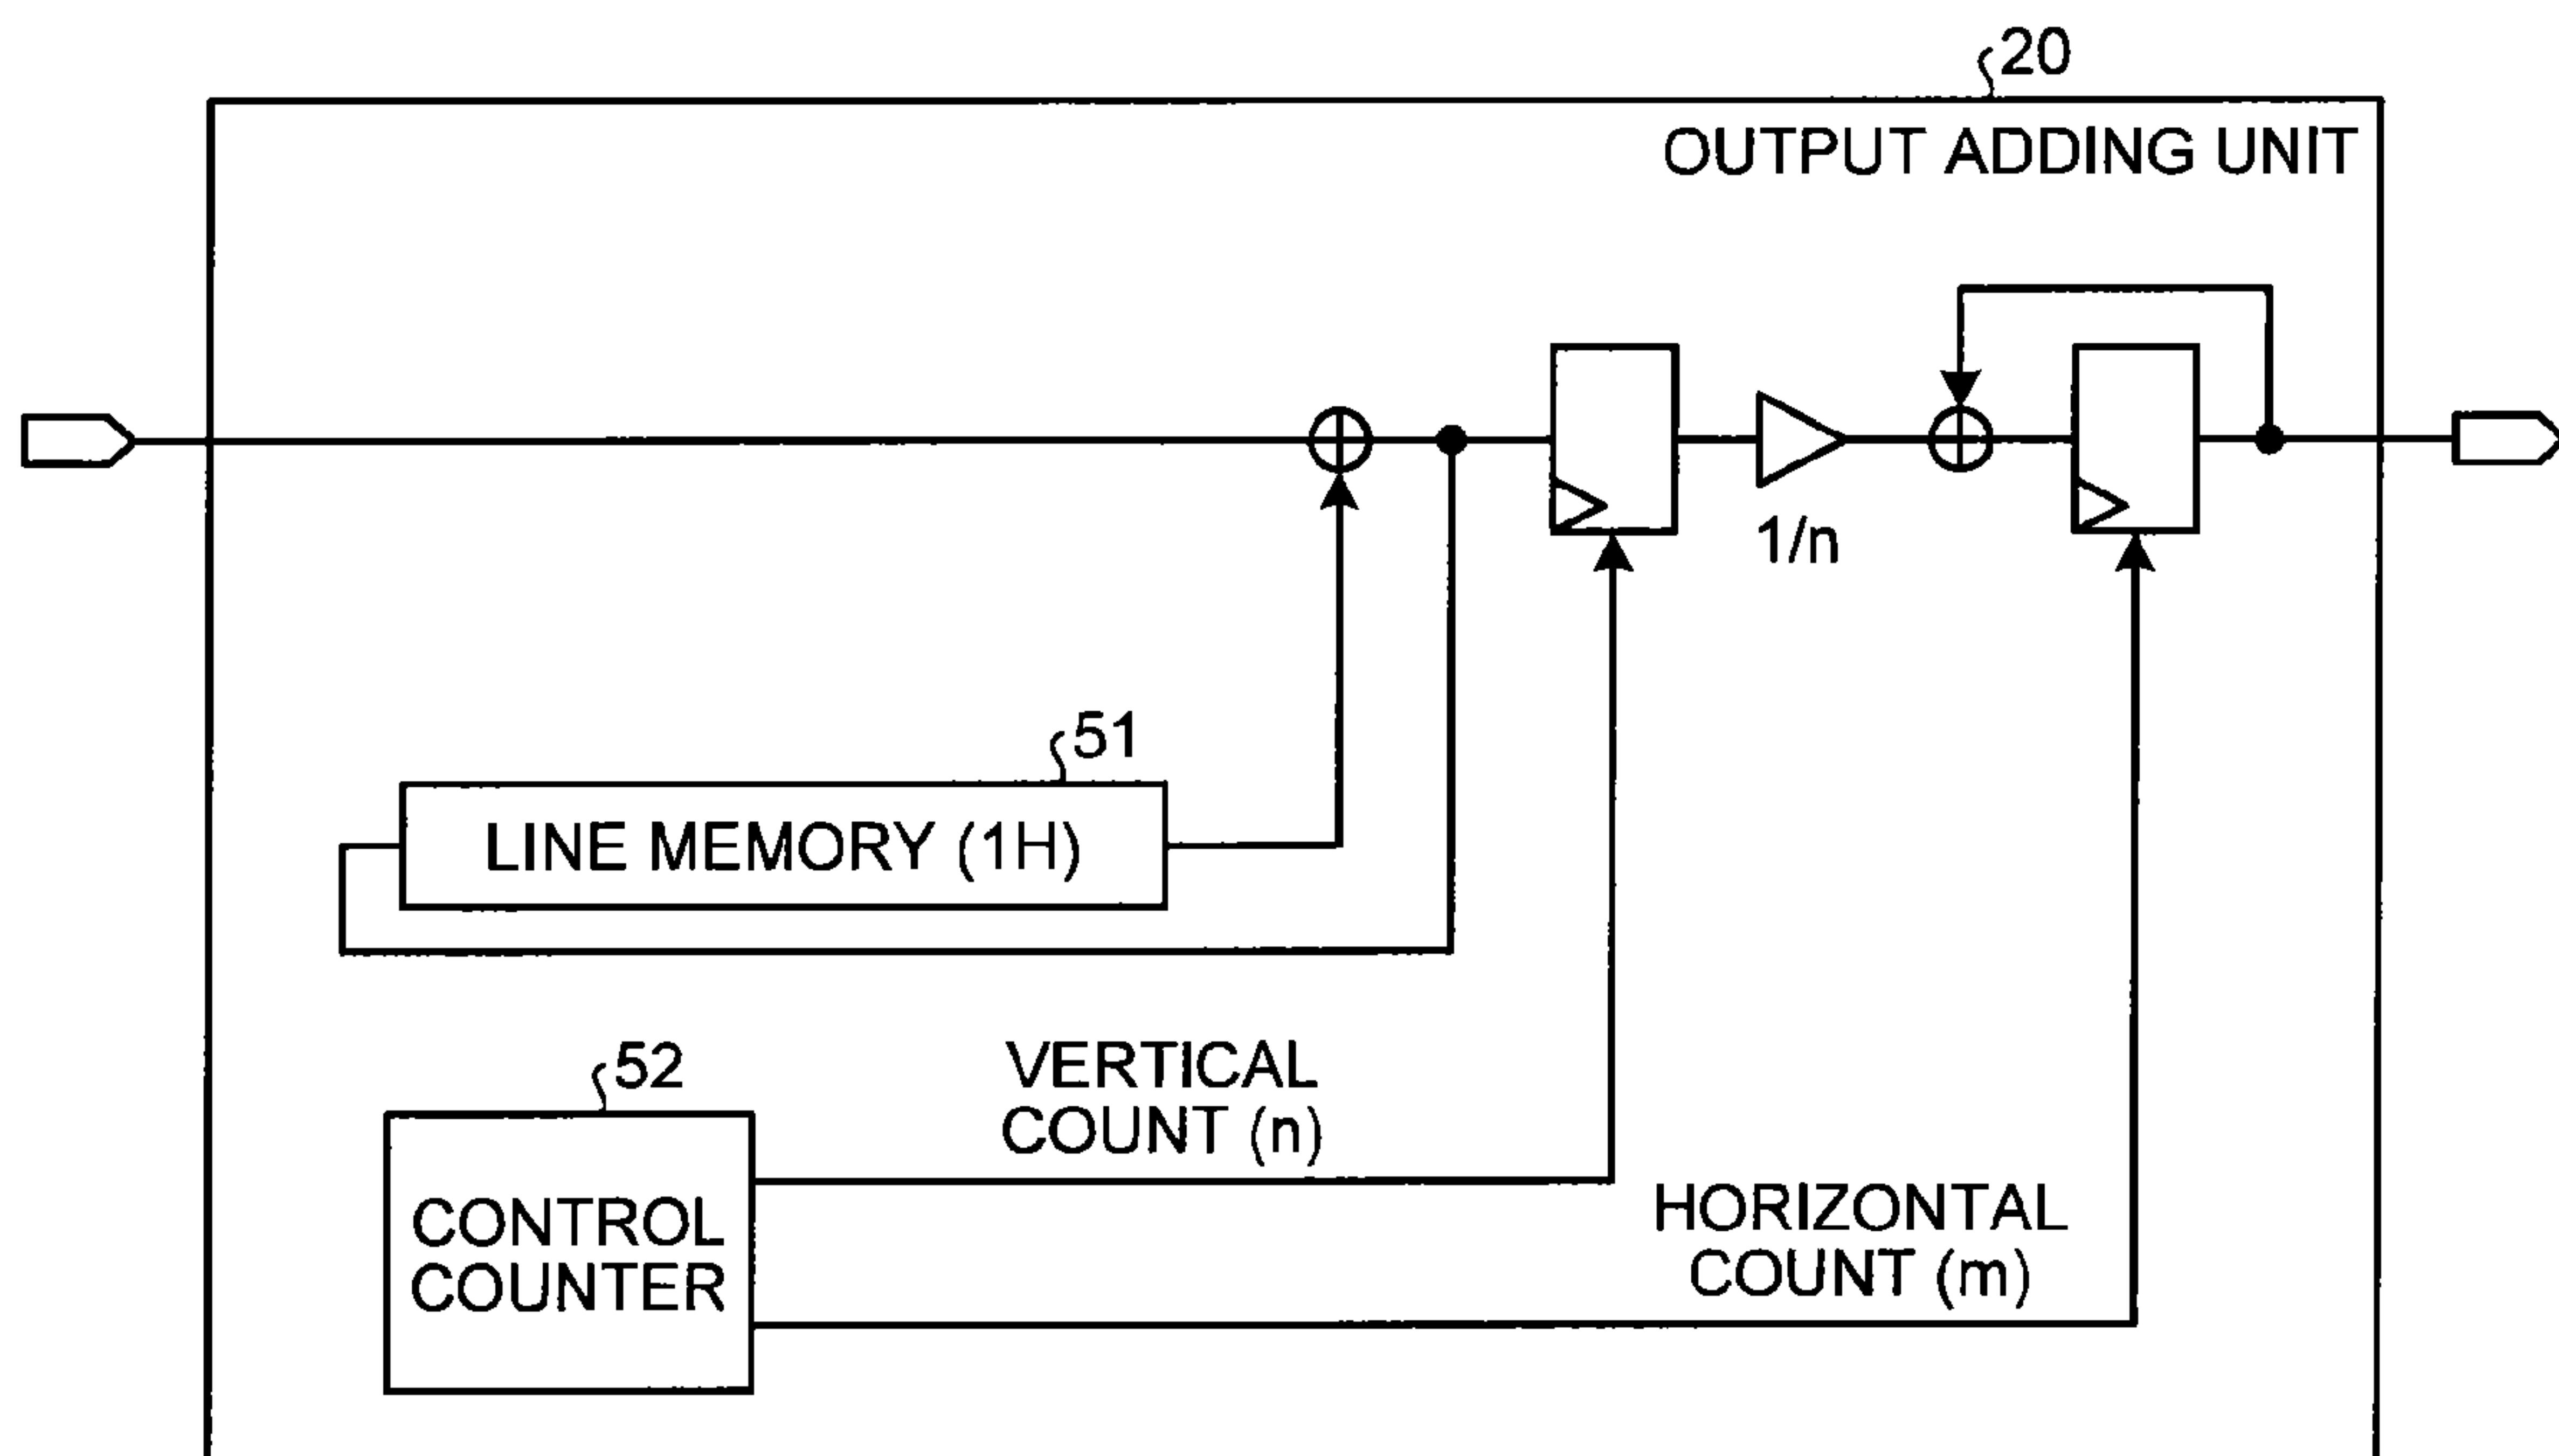 20
OUTPUT ADDING UNIT
1/n
51
LINE MEMORY (1H)
52
VERTICAL
COUNT (n)
CONTROL
COUNTER
HORIZONTAL
COUNT (m)